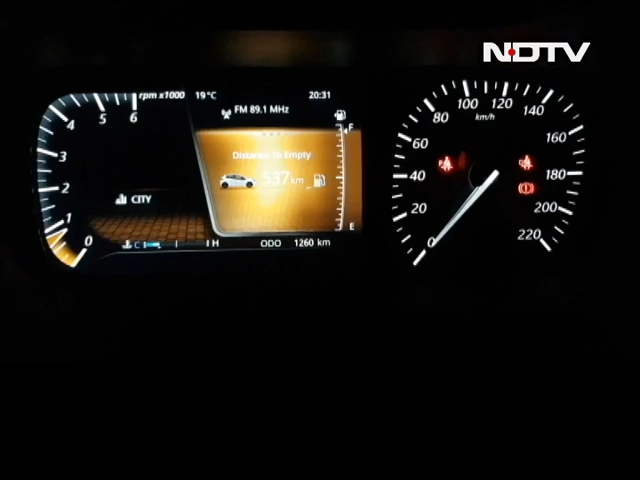 NDTV
rpm x1000 19°C 20:31
FM 89.1 MHz
F
Distance To Empty
537 km
CITY
E
C H ODO 1260 km
0 1 2 3 4 5 6
km/h
0 20 40 60 80 100 120 140 160 180 200 220
P